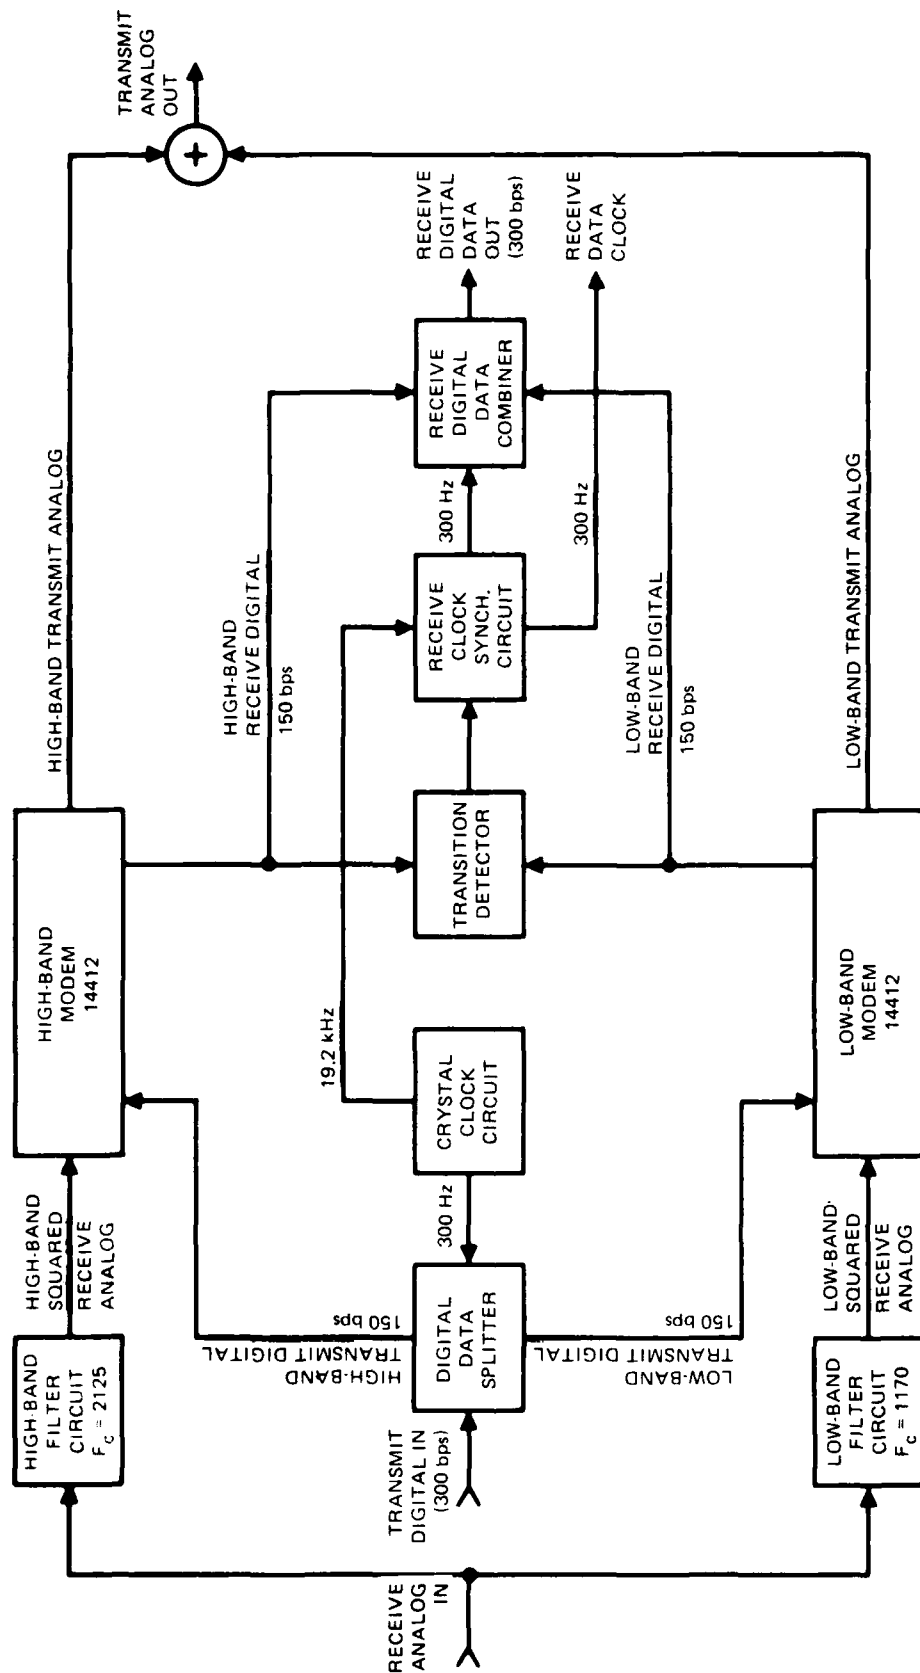 RECEIVE
ANALOG
IN
HIGH-BAND
FILTER
CIRCUIT
F_c = 2125
HIGH-BAND
SQUARED
RECEIVE
ANALOG
HIGH-BAND
MODEM
14412
HIGH-BAND TRANSMIT ANALOG
TRANSMIT
ANALOG
OUT
+
HIGH-BAND
TRANSMIT DIGITAL
150 bps
HIGH-BAND
RECEIVE DIGITAL
150 bps
19.2 kHz
TRANSMIT
DIGITAL IN
(300 bps)
DIGITAL
DATA
SPLITTER
300 Hz
CRYSTAL
CLOCK
CIRCUIT
TRANSITION
DETECTOR
RECEIVE
CLOCK
SYNCH.
CIRCUIT
300 Hz
RECEIVE
DIGITAL
DATA
COMBINER
RECEIVE
DIGITAL
DATA
OUT
(300 bps)
300 Hz
RECEIVE
DATA
CLOCK
LOW-BAND
TRANSMIT DIGITAL
150 bps
LOW-BAND
RECEIVE DIGITAL
150 bps
LOW-BAND
FILTER
CIRCUIT
F_c = 1170
LOW-BAND-
SQUARED
RECEIVE
ANALOG
LOW-BAND
MODEM
14412
LOW-BAND TRANSMIT ANALOG